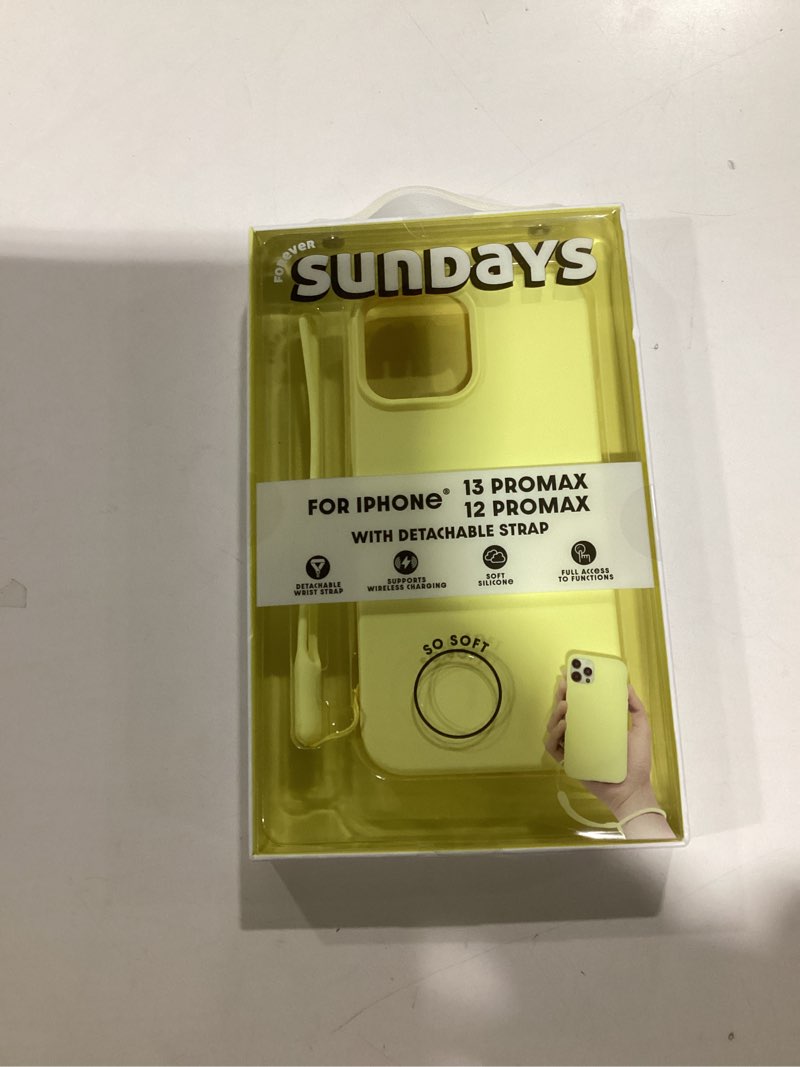 FOREVER
SUNDAYS
FOR IPHONE® 13 PROMAX
12 PROMAX
WITH DETACHABLE STRAP
DETACHABLE
WRIST STRAP
SUPPORTS
WIRELESS CHARGING
SOFT
SILICONE
FULL ACCESS
TO FUNCTIONS
SO SOFT